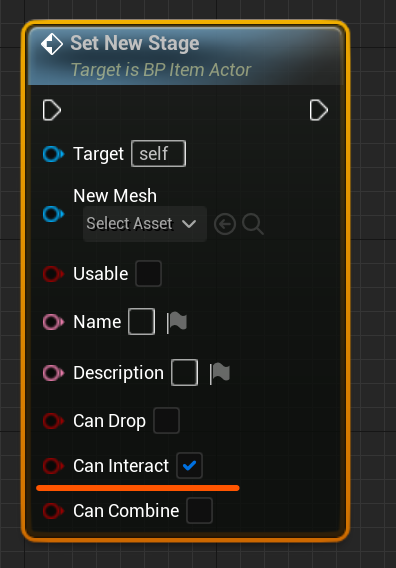 Set New Stage
Target is BP Item Actor
Target self
New Mesh
Select Asset
Usable
Name
Description
Can Drop
Can Interact
Can Combine